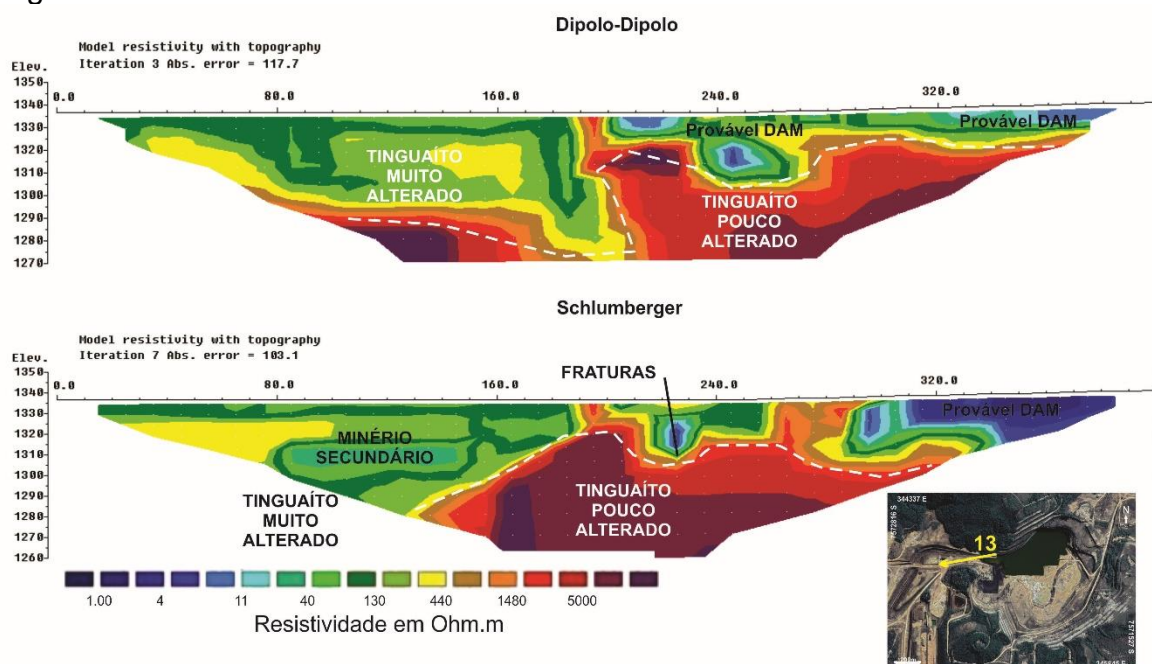 Dipolo-Dipolo
Model resistivity with topography
Iteration 3 Abs. error = 117.7
Elev.
0.0 80.0 160.0 240.0 320.0
1350
1340
1330
1320
1310
1300
1290
1280
1270
Provável DAM
Provável DAM
TINGUAÍTO
MUITO
ALTERADO
TINGUAÍTO
POUCO
ALTERADO
Schlumberger
Model resistivity with topography
Iteration 7 Abs. error = 103.1
Elev.
FRATURAS
0.0 80.0 160.0 240.0 320.0
1350
1340
1330
1320
1310
1300
1290
1280
1270
1260
Provável DAM
MINÉRIO
SECUNDÁRIO
TINGUAÍTO
MUITO
ALTERADO
TINGUAÍTO
POUCO
ALTERADO
1.00 4 11 40 130 440 1480 5000
Resistividade em Ohm.m
344337 E
N
13